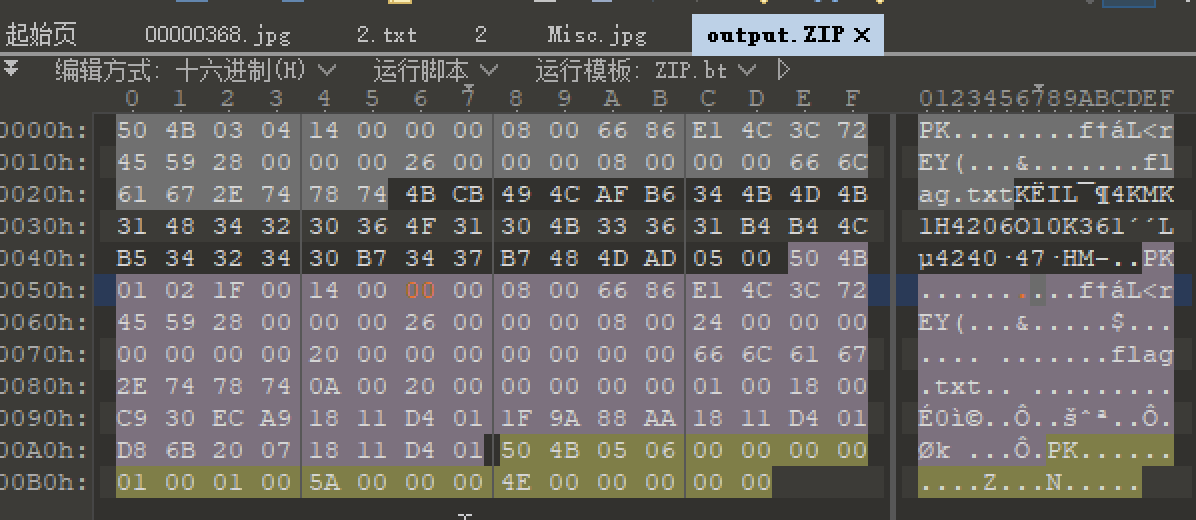 起始页 00000368.jpg 2.txt 2 Misc.jpg output.ZIP ×
编辑方式: 十六进制(H) 运行脚本 运行模板: ZIP.bt
0 1 2 3 4 5 6 7 8 9 A B C D E F 0123456789ABCDEF
0000h: 50 4B 03 04 14 00 00 00 08 00 66 86 E1 4C 3C 72 PK........f†áL<r
0010h: 45 59 28 00 00 00 26 00 00 00 08 00 00 00 66 6C EY(...&.......fl
0020h: 61 67 2E 74 78 74 4B CB 49 4C AF B6 34 4B 4D 4B ag.txtKËIL¯¶4KMK
0030h: 31 48 34 32 30 36 4F 31 30 4B 33 36 31 B4 B4 4C 1H4206O10K361´´L
0040h: B5 34 32 34 30 B7 34 37 B7 48 4D AD 05 00 50 4B µ4240·47·HM-..PK
0050h: 01 02 1F 00 14 00 00 00 08 00 66 86 E1 4C 3C 72 ..........f†áL<r
0060h: 45 59 28 00 00 00 26 00 00 00 08 00 24 00 00 00 EY(...&.....$...
0070h: 00 00 00 00 20 00 00 00 00 00 00 00 66 6C 61 67 .... .......flag
0080h: 2E 74 78 74 0A 00 20 00 00 00 00 00 01 00 18 00 .txt.. .........
0090h: C9 30 EC A9 18 11 D4 01 1F 9A 88 AA 18 11 D4 01 É0ì©..Ô..šˆª..Ô.
00A0h: D8 6B 20 07 18 11 D4 01 50 4B 05 06 00 00 00 00 Øk ...Ô.PK......
00B0h: 01 00 01 00 5A 00 00 00 4E 00 00 00 00 00 ....Z...N.....